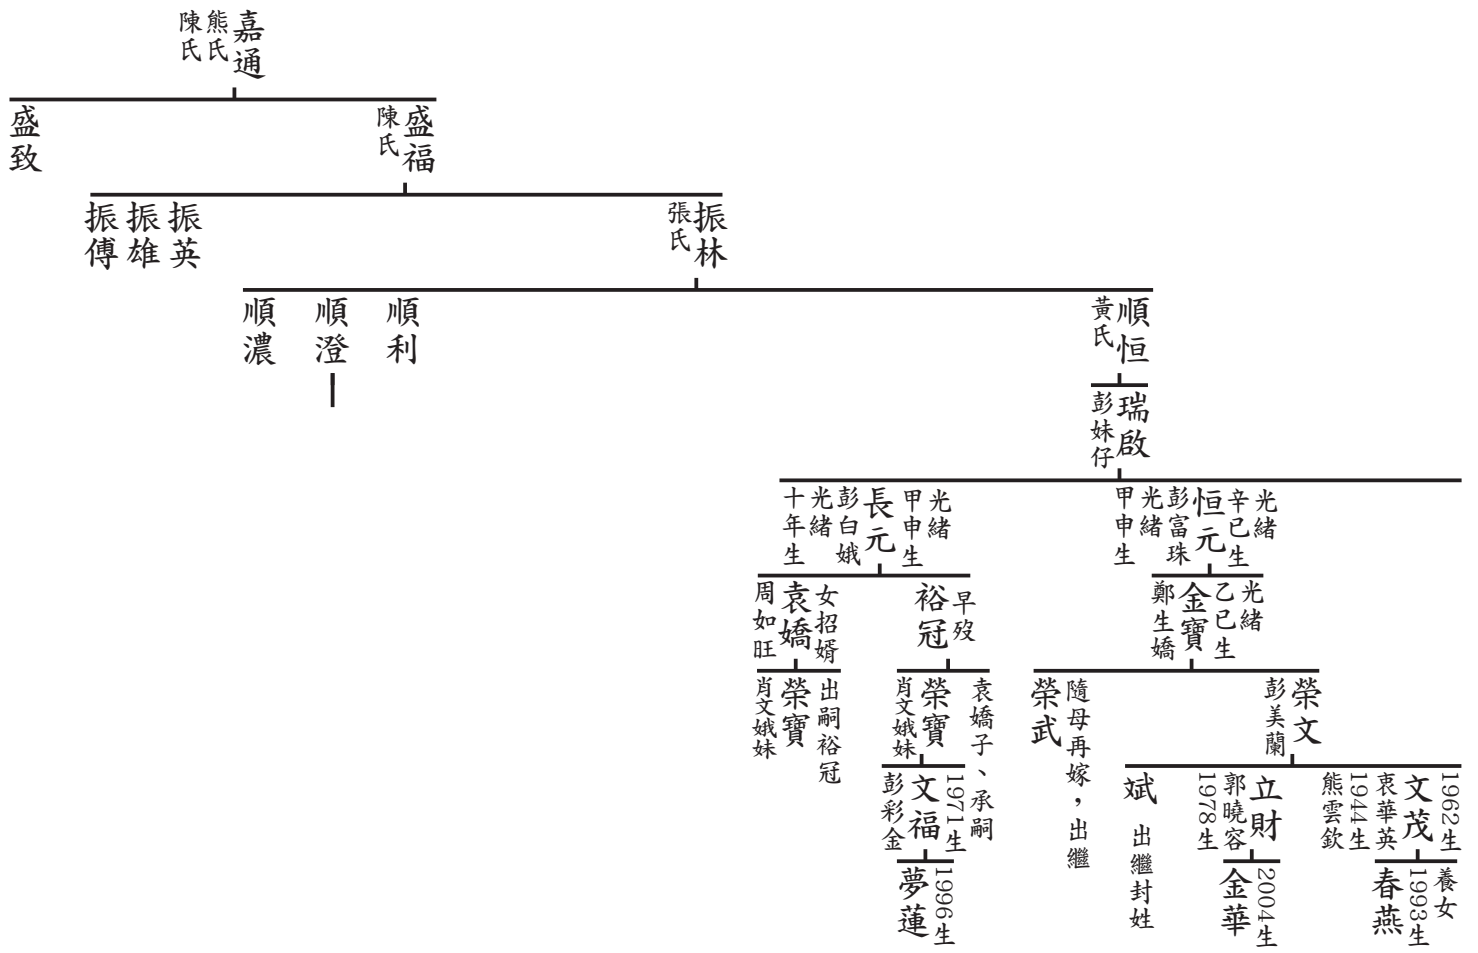 嘉通
熊氏
陳氏
盛福
陳氏
盛致
振林
張氏
振英
振雄
振傅
順恒
黃氏
順利
順澄
順濃
瑞啟
彭妹仔
光緒
辛巳生
恒元
彭富珠
光緒
甲申生
光緒
甲申生
長元
彭白娥
光緒
十年生
光緒
乙巳生
金寶
鄭生嬌
早歿
裕冠
女招婿
袁嬌
周如旺
榮文
彭美蘭
隨母再嫁，出繼
榮武
袁嬌子、承嗣
榮寶
肖文娥妹
出嗣裕冠
榮寶
肖文娥妹
1962生
文茂
衷華英
1944生
熊雲欽
立財
郭曉容
1978生
斌 出繼封姓
1971生
文福
彭彩金
養女
1993生
春燕
2004生
金華
1996生
夢蓮